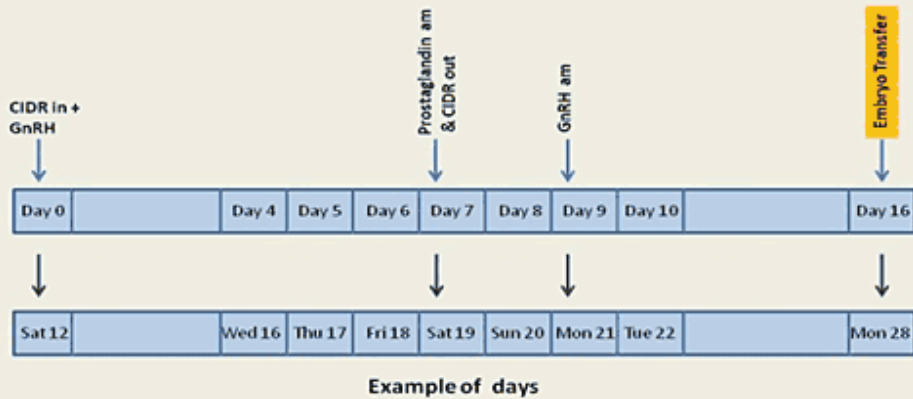 CIDR in +
GnRH
Prostaglandin am
& CIDR out
GnRH am
Embryo Transfer
Day 0 Day 4 Day 5 Day 6 Day 7 Day 8 Day 9 Day 10 Day 16
Sat 12 Wed 16 Thu 17 Fri 18 Sat 19 Sun 20 Mon 21 Tue 22 Mon 28
Example of days